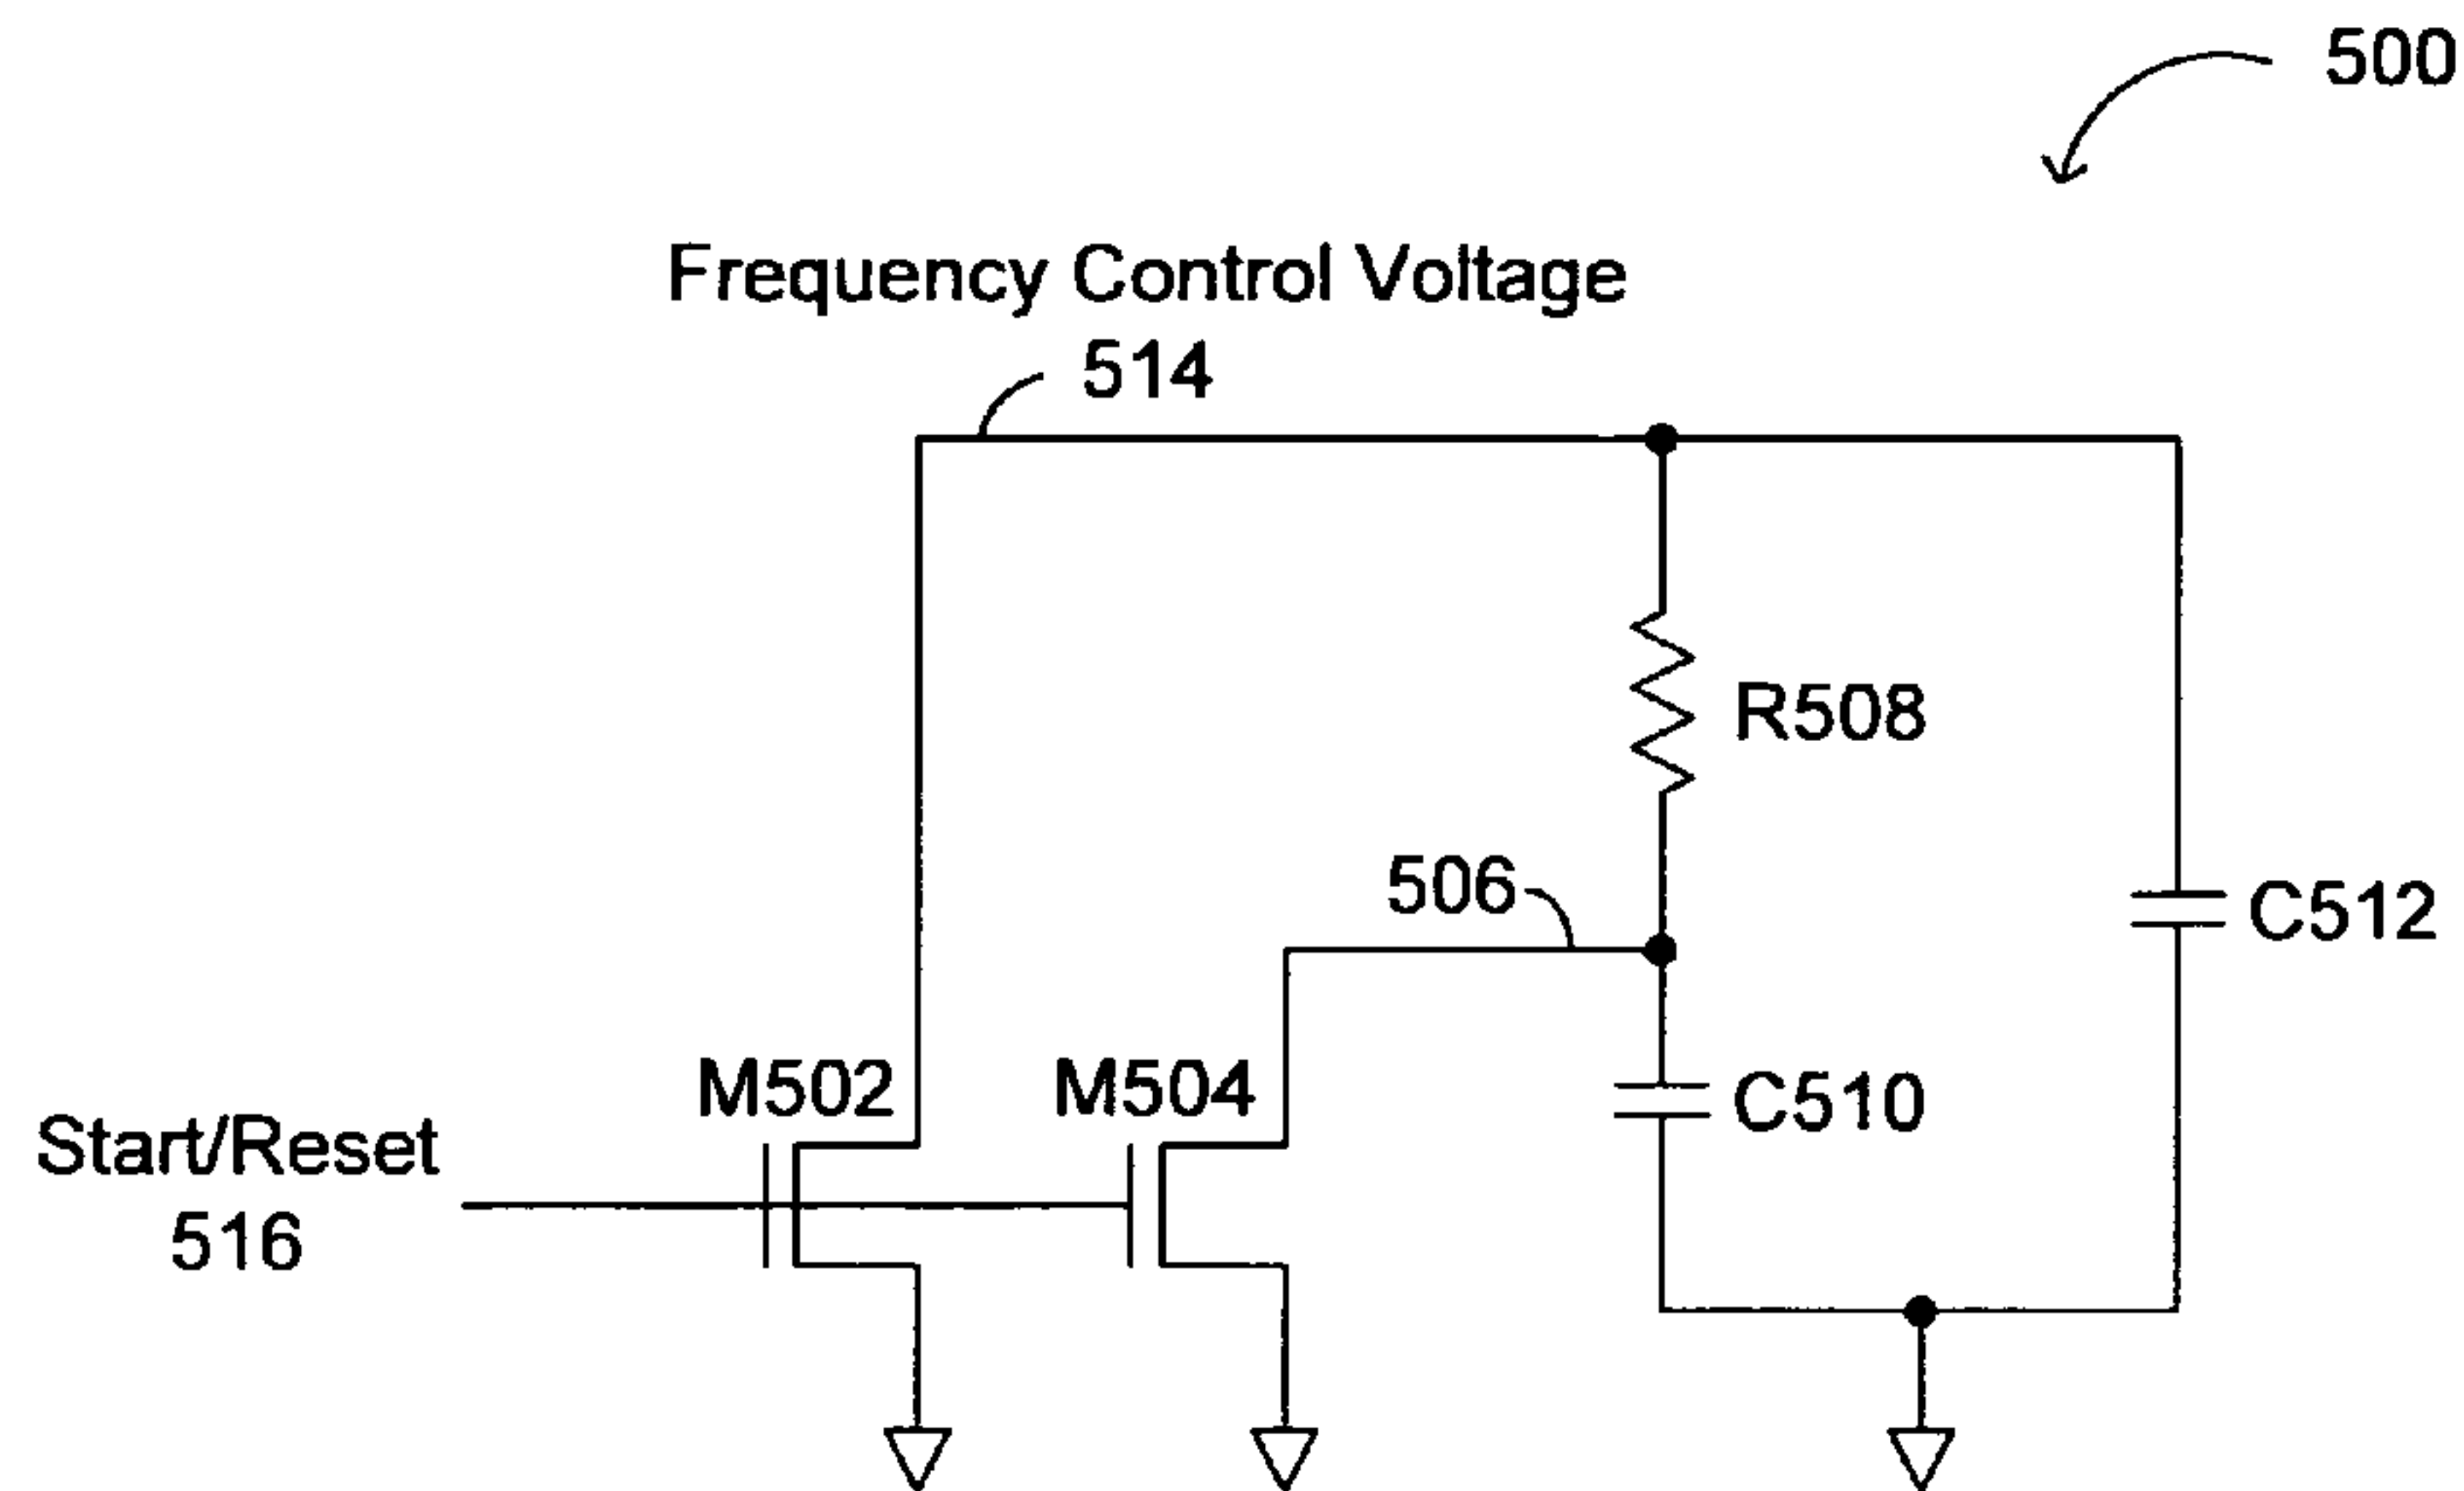 500
Frequency Control Voltage
514
R508
506
C512
M502
M504
C510
Start/Reset
516